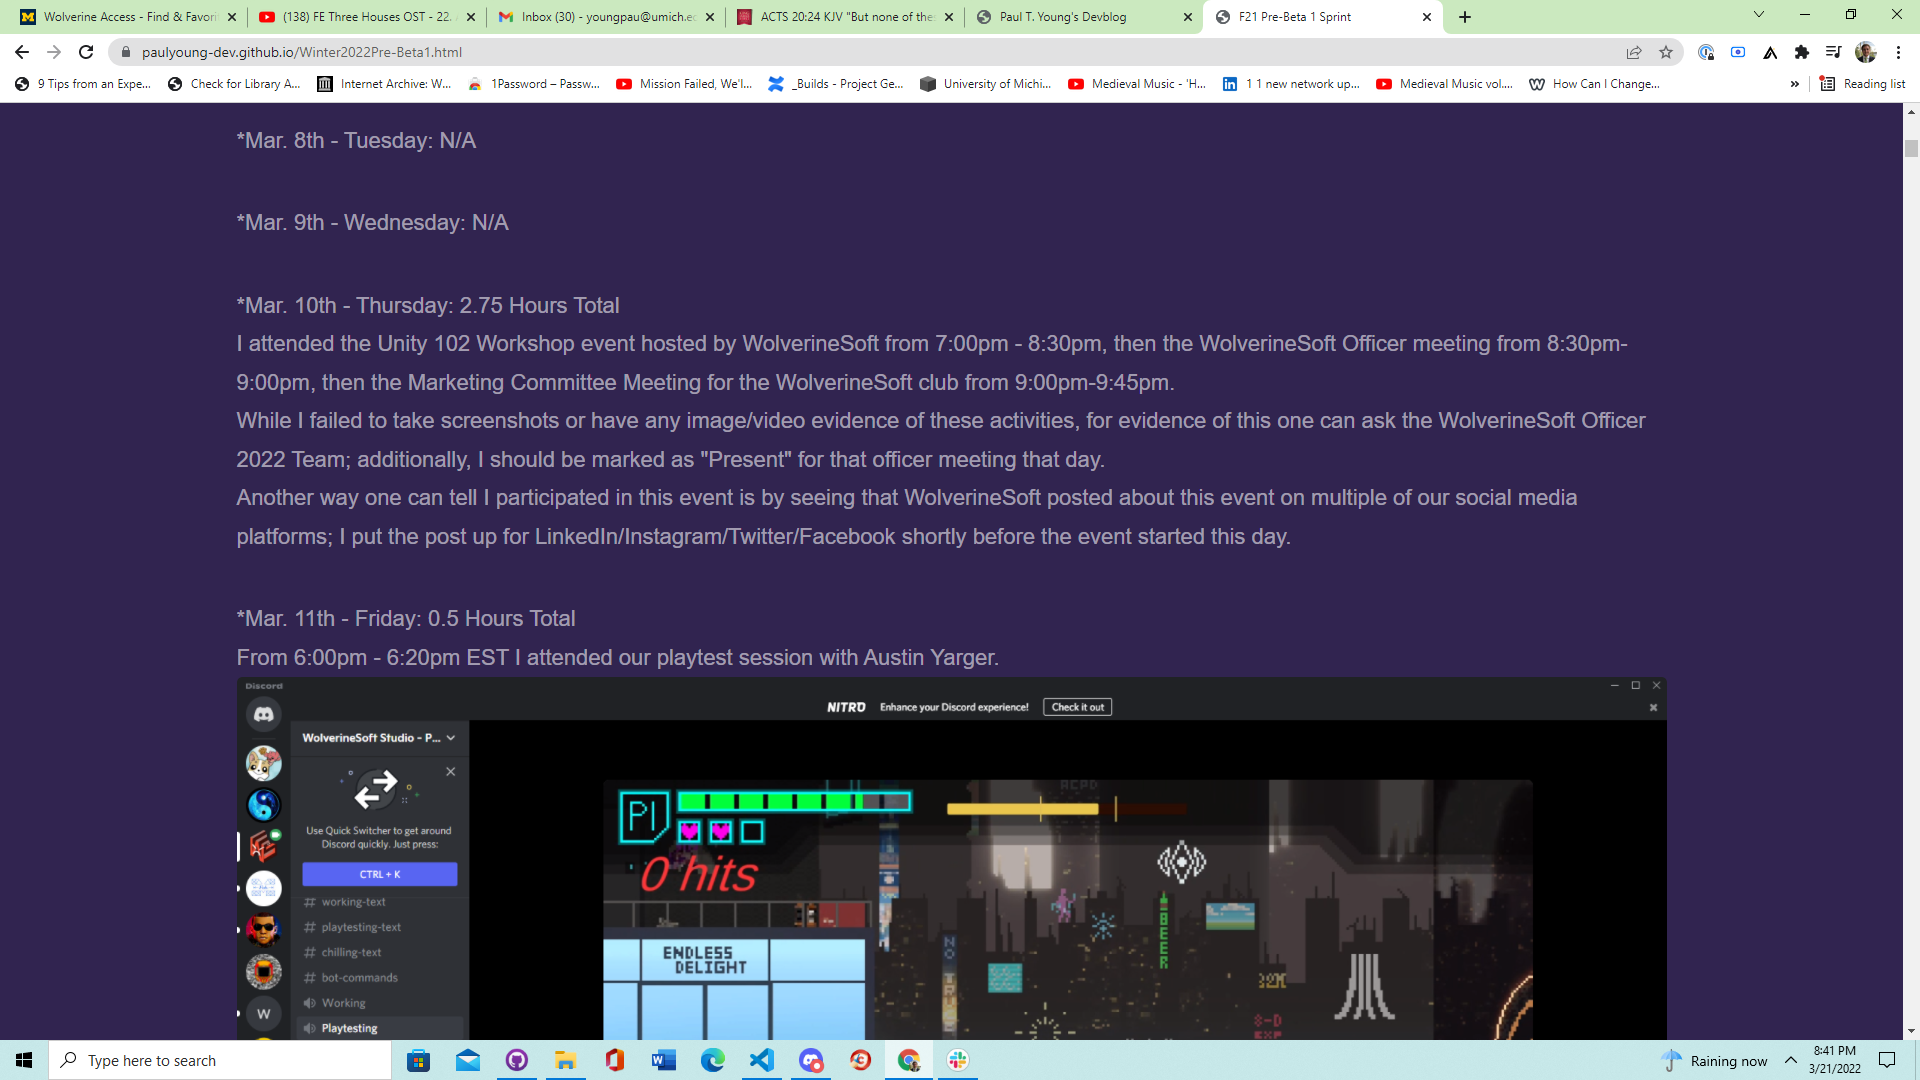 Wolverine Access - Find & Favori
(138) FE Three Houses OST - 22.
Inbox (30) - youngpau@umich.ed
ACTS 20:24 KJV "But none of the
Paul T. Young's Devblog
F21 Pre-Beta 1 Sprint
paulyoung-dev.github.io/Winter2022Pre-Beta1.html
9 Tips from an Expe...
Check for Library A...
Internet Archive: W...
1Password – Passw...
Mission Failed, We'l...
_Builds - Project Ge...
University of Michi...
Medieval Music - 'H...
1 1 new network up...
Medieval Music vol....
How Can I Change...
»
Reading list
*Mar. 8th - Tuesday: N/A
*Mar. 9th - Wednesday: N/A
*Mar. 10th - Thursday: 2.75 Hours Total
I attended the Unity 102 Workshop event hosted by WolverineSoft from 7:00pm - 8:30pm, then the WolverineSoft Officer meeting from 8:30pm-
9:00pm, then the Marketing Committee Meeting for the WolverineSoft club from 9:00pm-9:45pm.
While I failed to take screenshots or have any image/video evidence of these activities, for evidence of this one can ask the WolverineSoft Officer
2022 Team; additionally, I should be marked as "Present" for that officer meeting that day.
Another way one can tell I participated in this event is by seeing that WolverineSoft posted about this event on multiple of our social media
platforms; I put the post up for LinkedIn/Instagram/Twitter/Facebook shortly before the event started this day.
*Mar. 11th - Friday: 0.5 Hours Total
From 6:00pm - 6:20pm EST I attended our playtest session with Austin Yarger.
Discord
NITRO Enhance your Discord experience! Check it out
WolverineSoft Studio - P...
Use Quick Switcher to get around
Discord quickly. Just press:
CTRL + K
# working-text
# playtesting-text
# chilling-text
# bot-commands
Working
Playtesting
W
P1
0 hits
ACPD
ENDLESS
DELIGHT
BEER
NO
Type here to search
Raining now
8:41 PM
3/21/2022